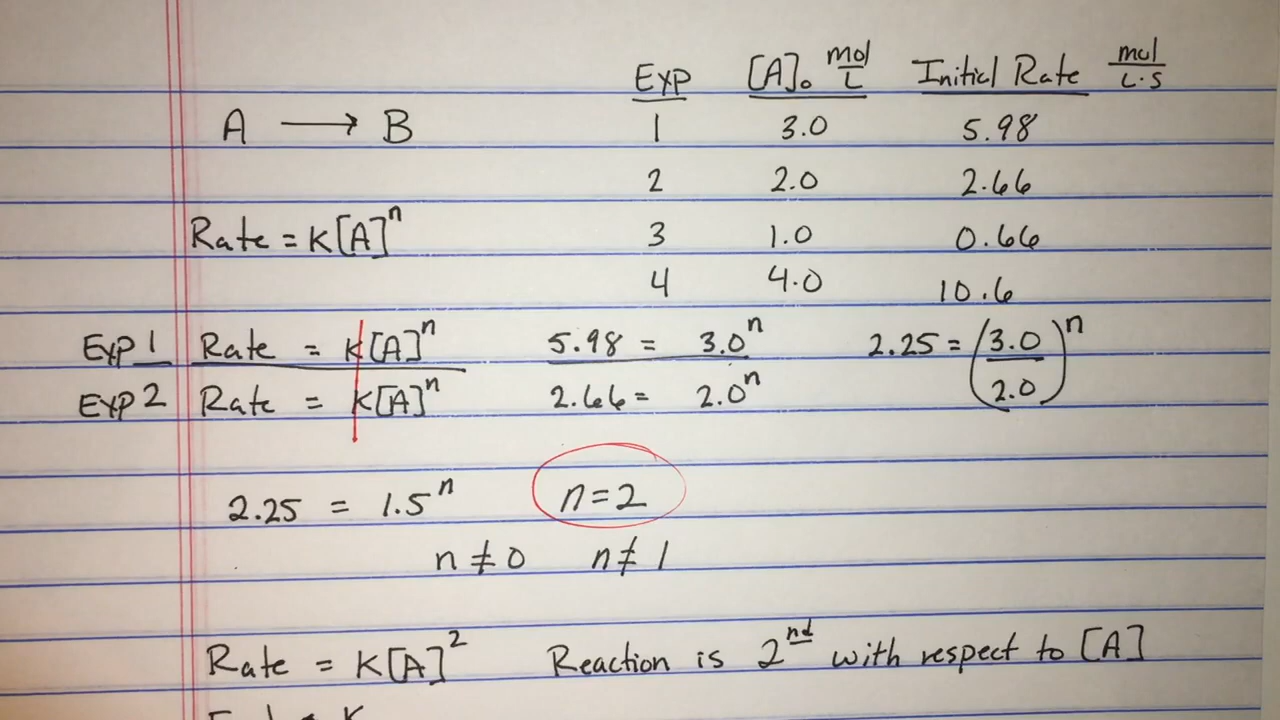 Exp [A]₀ mol/L Initial Rate mol/L·S
A → B 1 3.0 5.98
2 2.0 2.66
Rate = K[A]ⁿ 3 1.0 0.66
4 4.0 10.6
Exp 1 Rate = K[A]ⁿ 5.98 = 3.0ⁿ 2.25 = (3.0/2.0)ⁿ
Exp 2 Rate = K[A]ⁿ 2.66 = 2.0ⁿ
2.25 = 1.5ⁿ n=2
n ≠ 0 n ≠ 1
Rate = K[A]² Reaction is 2nd with respect to [A]